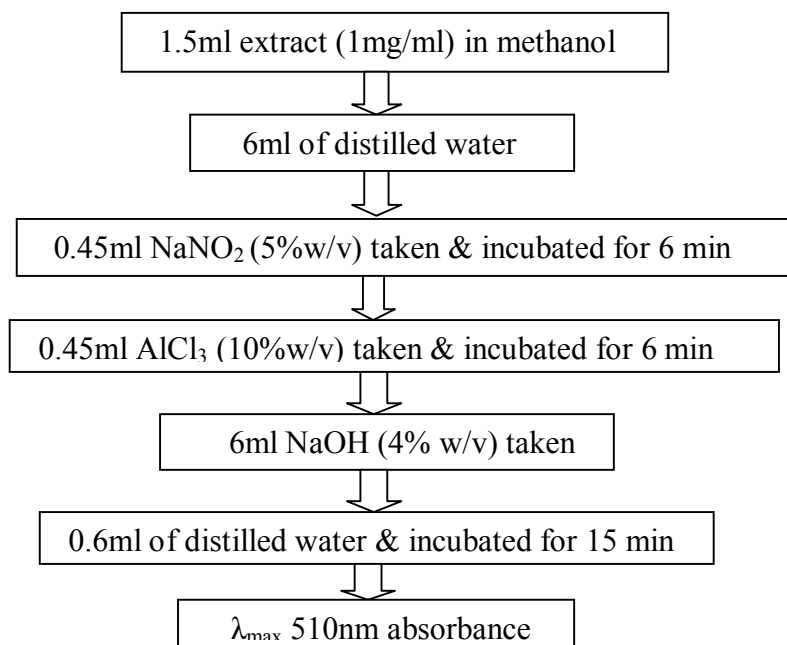 1.5ml extract (1mg/ml) in methanol
6ml of distilled water
0.45ml NaNO₂ (5%w/v) taken & incubated for 6 min
0.45ml AlCl₃ (10%w/v) taken & incubated for 6 min
6ml NaOH (4% w/v) taken
0.6ml of distilled water & incubated for 15 min
λₘₐₓ 510nm absorbance